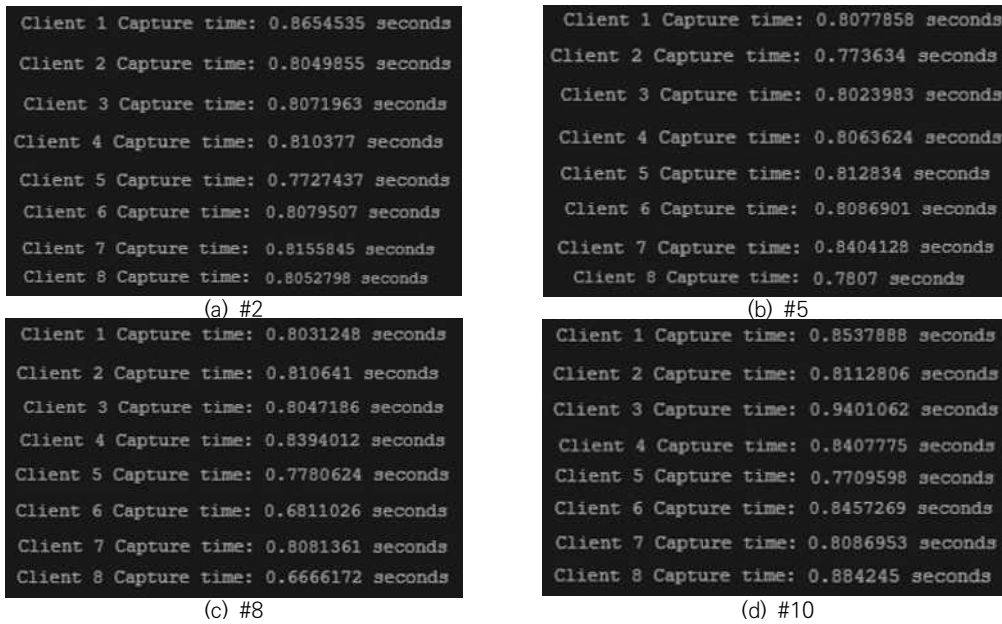 Client 1 Capture time: 0.8654535 seconds
Client 2 Capture time: 0.8049855 seconds
Client 3 Capture time: 0.8071963 seconds
Client 4 Capture time: 0.810377 seconds
Client 5 Capture time: 0.7727437 seconds
Client 6 Capture time: 0.8079507 seconds
Client 7 Capture time: 0.8155845 seconds
Client 8 Capture time: 0.8052798 seconds
(a) #2
Client 1 Capture time: 0.8077858 seconds
Client 2 Capture time: 0.773634 seconds
Client 3 Capture time: 0.8023983 seconds
Client 4 Capture time: 0.8063624 seconds
Client 5 Capture time: 0.812834 seconds
Client 6 Capture time: 0.8086901 seconds
Client 7 Capture time: 0.8404128 seconds
Client 8 Capture time: 0.7807 seconds
(b) #5
Client 1 Capture time: 0.8031248 seconds
Client 2 Capture time: 0.810641 seconds
Client 3 Capture time: 0.8047186 seconds
Client 4 Capture time: 0.8394012 seconds
Client 5 Capture time: 0.7780624 seconds
Client 6 Capture time: 0.6811026 seconds
Client 7 Capture time: 0.8081361 seconds
Client 8 Capture time: 0.6666172 seconds
(c) #8
Client 1 Capture time: 0.8537888 seconds
Client 2 Capture time: 0.8112806 seconds
Client 3 Capture time: 0.9401062 seconds
Client 4 Capture time: 0.8407775 seconds
Client 5 Capture time: 0.7709598 seconds
Client 6 Capture time: 0.8457269 seconds
Client 7 Capture time: 0.8086953 seconds
Client 8 Capture time: 0.884245 seconds
(d) #10